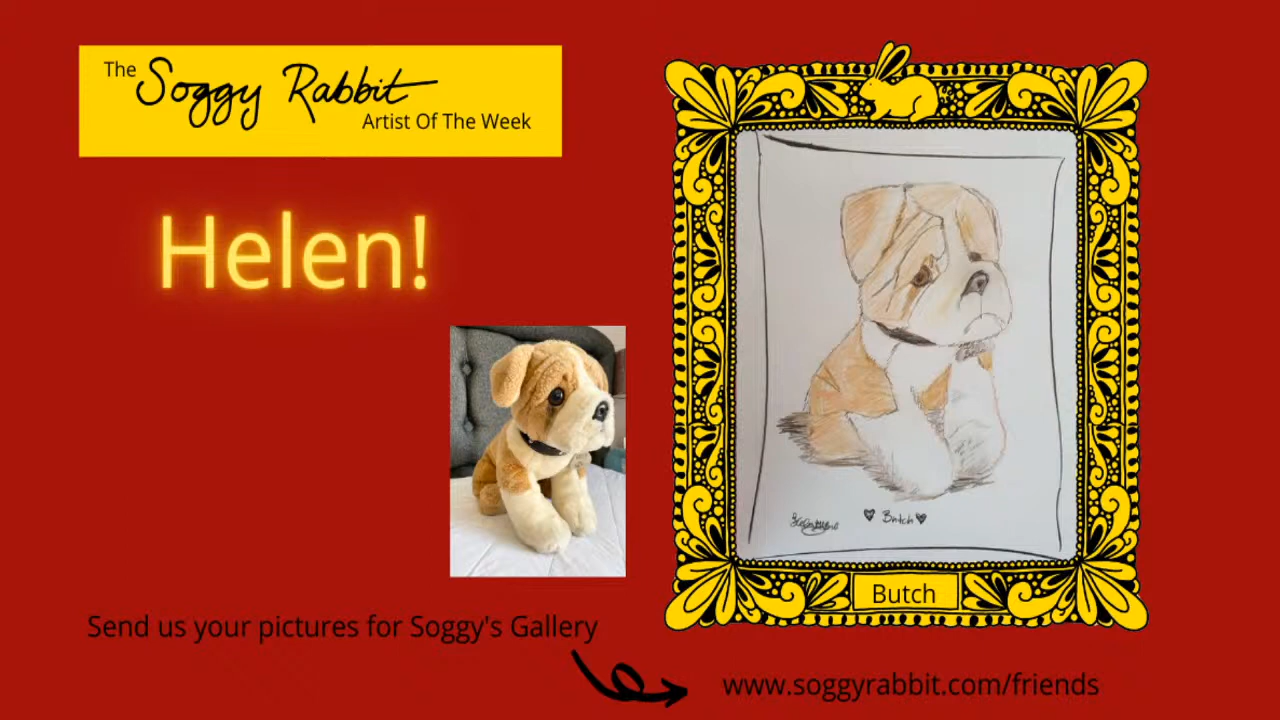 The Soggy Rabbit
Artist Of The Week
Helen!
Butch
Butch
Send us your pictures for Soggy's Gallery
www.soggyrabbit.com/friends